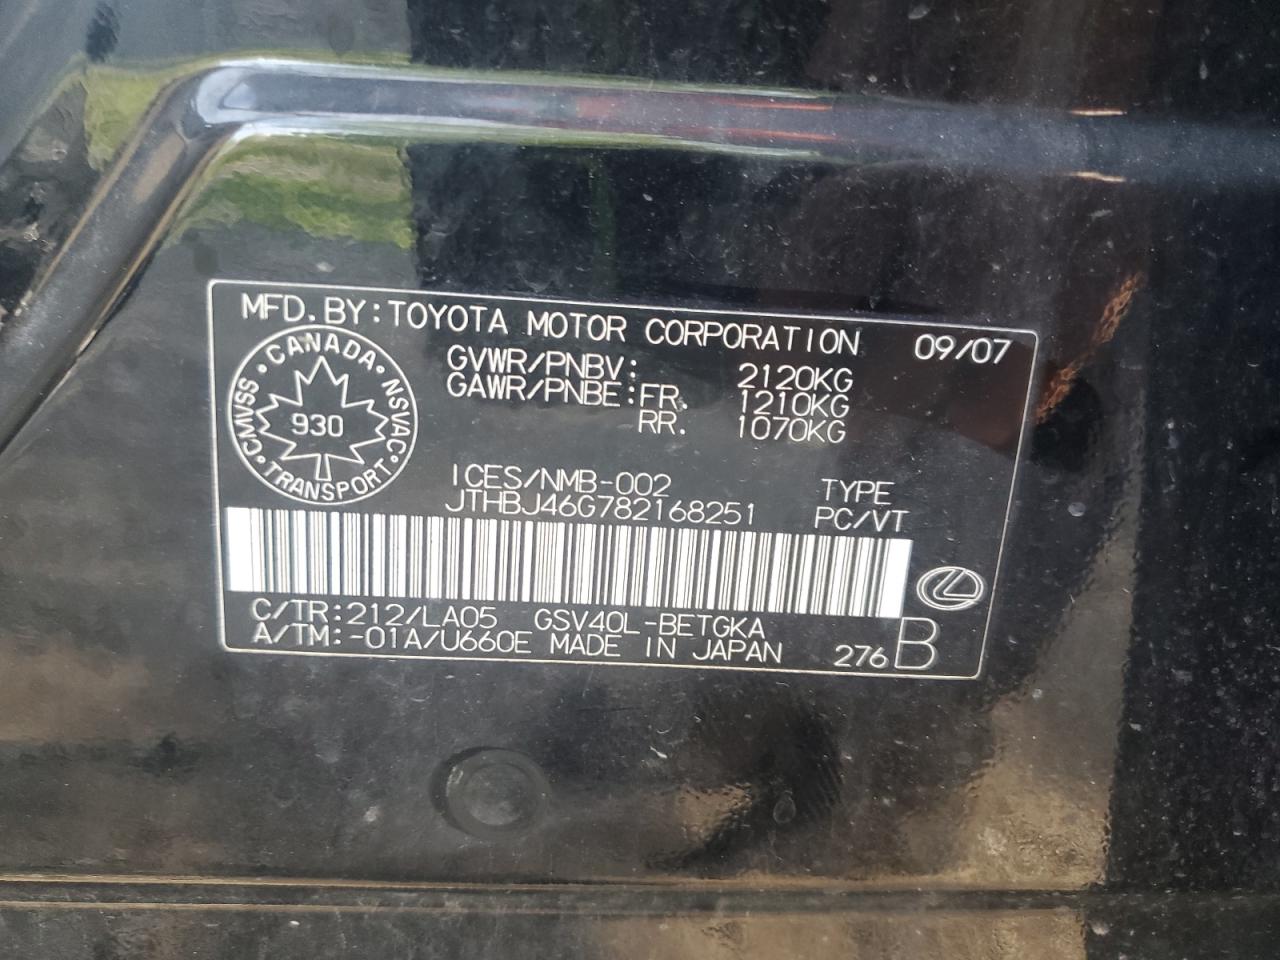 MFD. BY: TOYOTA MOTOR CORPORATION 09/07
GVWR/PNBV: 2120KG
GAWR/PNBE: FR. 1210KG
RR. 1070KG
CANADA · NSVAC · TRANSPORT · CMVSS ·
930
ICES/NMB-002 TYPE
JTHBJ46G782168251 PC/VT
C/TR: 212/LA05 GSV40L-BETGKA
A/TM: -01A/U660E MADE IN JAPAN 276 B